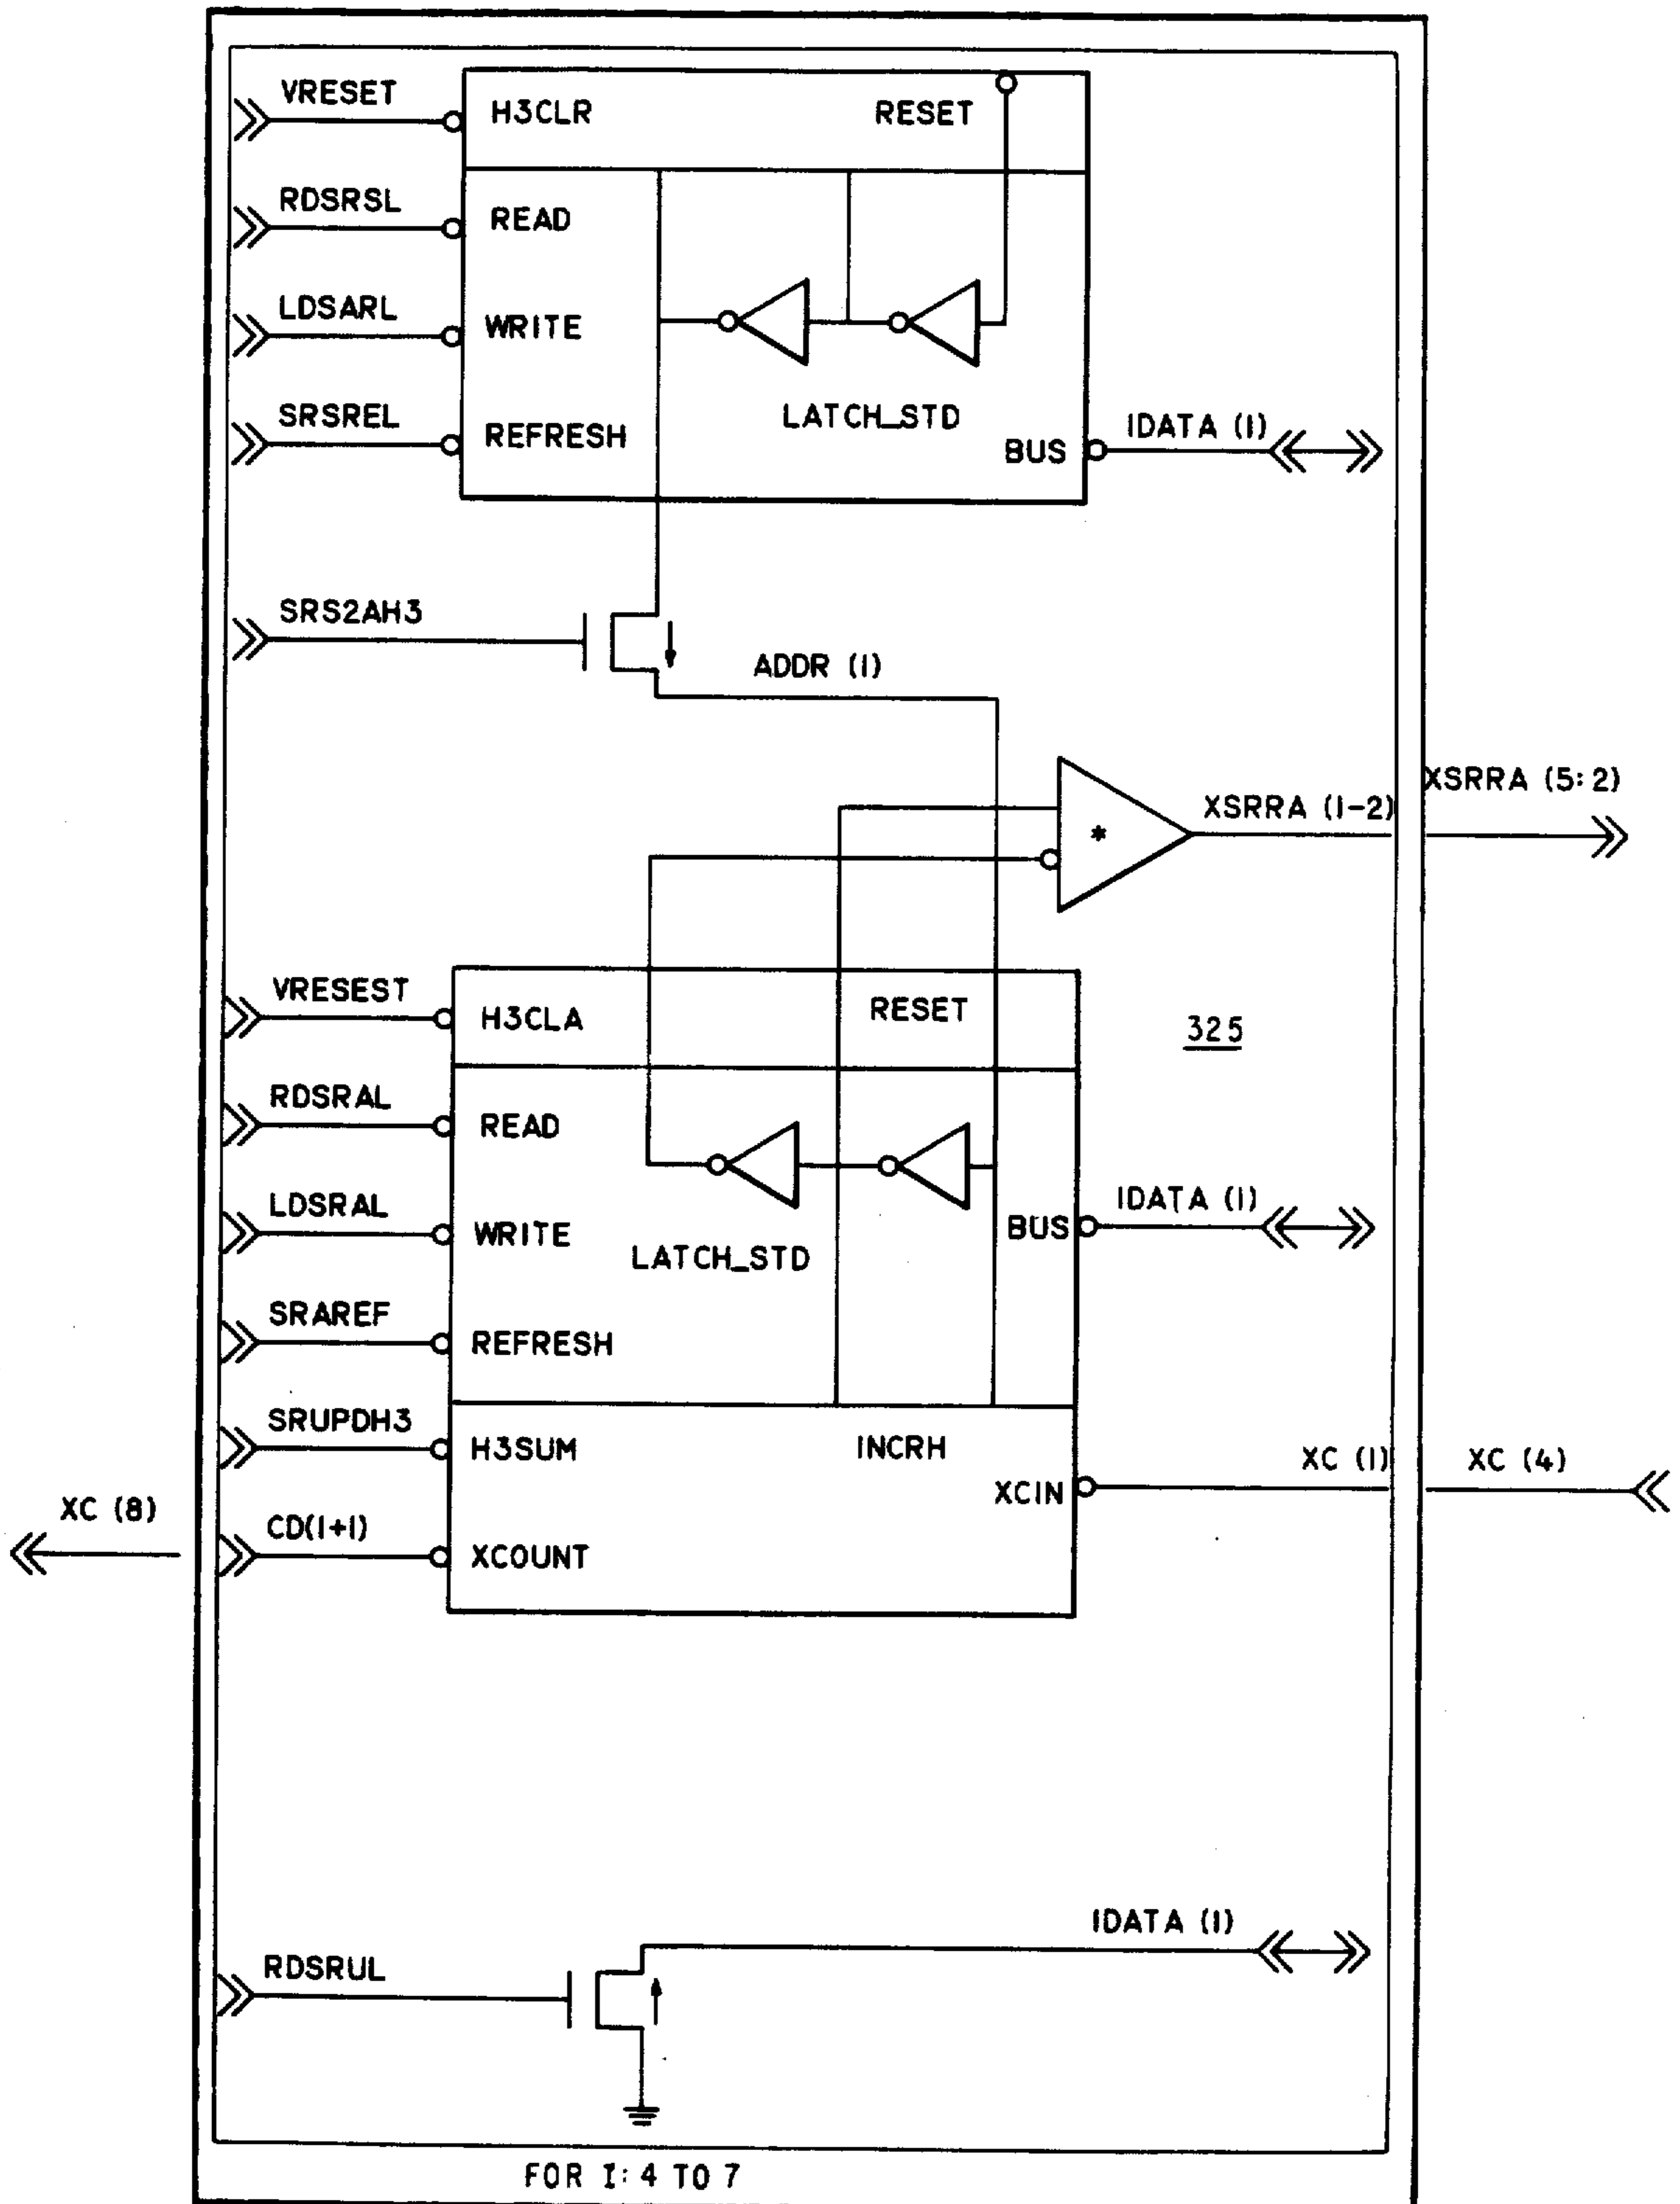 VRESET
H3CLR
RESET
RDSRSL
READ
LDSARL
WRITE
SRSREL
REFRESH
LATCH_STD
BUS
IDATA (I)
SRS2AH3
ADDR (I)
XSRRA (I-2)
XSRRA (5:2)
*
VRESEST
H3CLA
RESET
325
RDSRAL
READ
LDSRAL
WRITE
LATCH_STD
BUS
IDATA (I)
SRAREF
REFRESH
SRUPDH3
H3SUM
INCRH
XCIN
XC (I)
XC (4)
XC (8)
CD(I+I)
XCOUNT
IDATA (I)
RDSRUL
FOR I: 4 TO 7